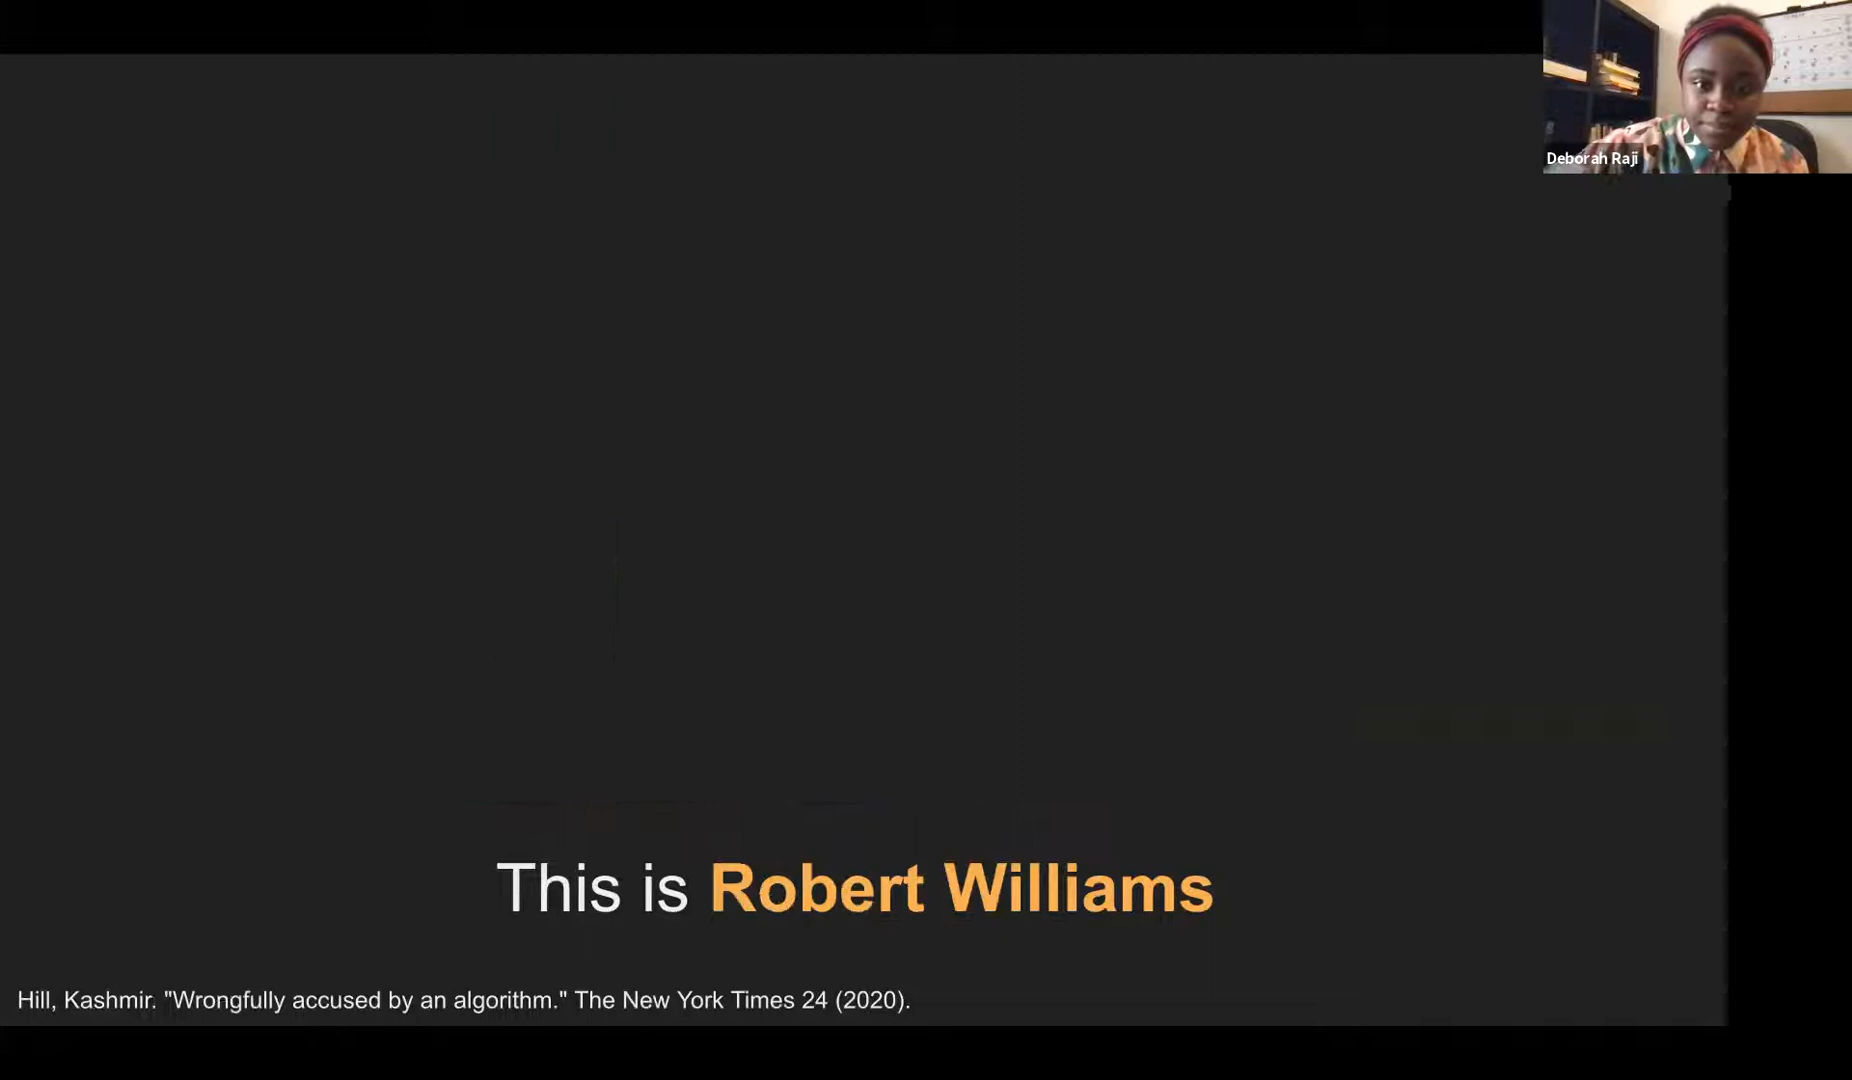 Deborah Raji
This is Robert Williams
Hill, Kashmir. "Wrongfully accused by an algorithm." The New York Times 24 (2020).